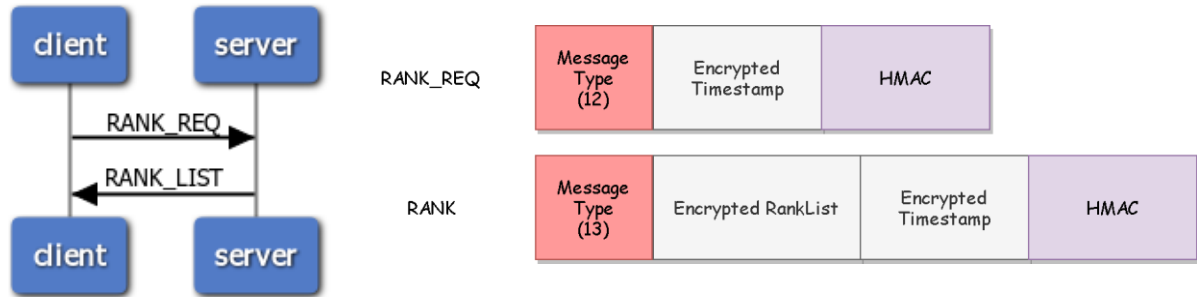 client
server
RANK_REQ
RANK_LIST
client
server
RANK_REQ
Message
Type
(12)
Encrypted
Timestamp
HMAC
RANK
Message
Type
(13)
Encrypted RankList
Encrypted
Timestamp
HMAC